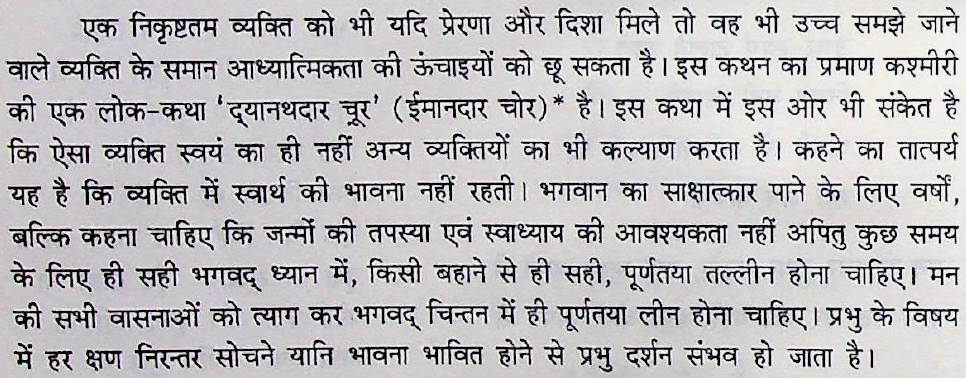 एक निकृष्टतम व्यक्ति को भी यदि प्रेरणा और दिशा मिले तो वह भी उच्च समझे जाने
वाले व्यक्ति के समान आध्यात्मिकता की ऊंचाइयों को छू सकता है। इस कथन का प्रमाण कश्मीरी
की एक लोक-कथा 'द्यानथदार चूर' (ईमानदार चोर)* है। इस कथा में इस ओर भी संकेत है
कि ऐसा व्यक्ति स्वयं का ही नहीं अन्य व्यक्तियों का भी कल्याण करता है। कहने का तात्पर्य
यह है कि व्यक्ति में स्वार्थ की भावना नहीं रहती। भगवान का साक्षात्कार पाने के लिए वर्षों,
बल्कि कहना चाहिए कि जन्मों की तपस्या एवं स्वाध्याय की आवश्यकता नहीं अपितु कुछ समय
के लिए ही सही भगवद् ध्यान में, किसी बहाने से ही सही, पूर्णतया तल्लीन होना चाहिए। मन
की सभी वासनाओं को त्याग कर भगवद् चिन्तन में ही पूर्णतया लीन होना चाहिए। प्रभु के विषय
में हर क्षण निरन्तर सोचने यानि भावना भावित होने से प्रभु दर्शन संभव हो जाता है।